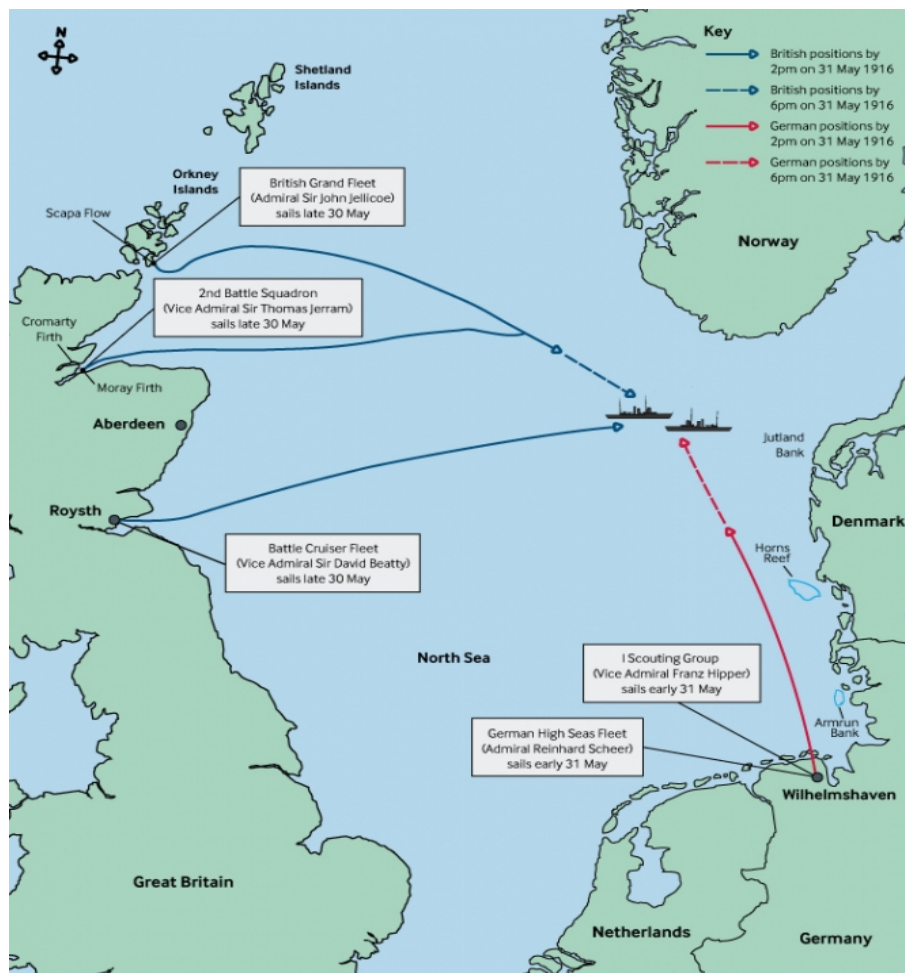 N
Key
British positions by
2pm on 31 May 1916
British positions by
6pm on 31 May 1916
German positions by
2pm on 31 May 1916
German positions by
6pm on 31 May 1916
Shetland
Islands
Orkney
Islands
Scapa Flow
British Grand Fleet
(Admiral Sir John Jellicoe)
sails late 30 May
Norway
2nd Battle Squadron
(Vice Admiral Sir Thomas Jerram)
sails late 30 May
Cromarty
Firth
Moray Firth
Aberdeen
Jutland
Bank
Roysth
Denmark
Battle Cruiser Fleet
(Vice Admiral Sir David Beatty)
sails late 30 May
Horns
Reef
North Sea
I Scouting Group
(Vice Admiral Franz Hipper)
sails early 31 May
Armrun
Bank
German High Seas Fleet
(Admiral Reinhard Scheer)
sails early 31 May
Wilhelmshaven
Great Britain
Netherlands
Germany